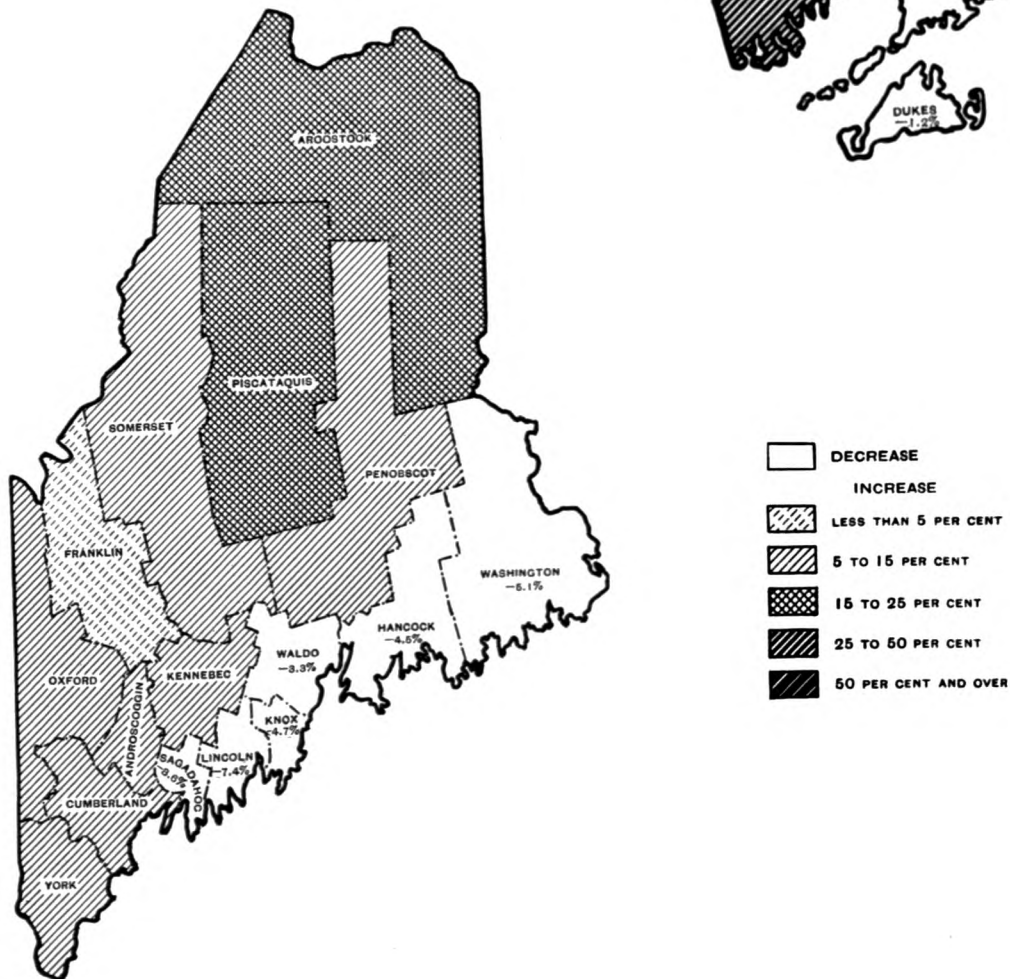 DUKES
–1.2%
AROOSTOOK
PISCATAQUIS
SOMERSET
PENOBSCOT
FRANKLIN
WASHINGTON
–5.1%
HANCOCK
–4.5%
WALDO
–3.3%
OXFORD
KENNEBEC
ANDROSCOGGIN
KNOX
–4.7%
LINCOLN
–7.4%
SAGADAHOC
–8.6%
CUMBERLAND
YORK
DECREASE
INCREASE
LESS THAN 5 PER CENT
5 TO 15 PER CENT
15 TO 25 PER CENT
25 TO 50 PER CENT
50 PER CENT AND OVER